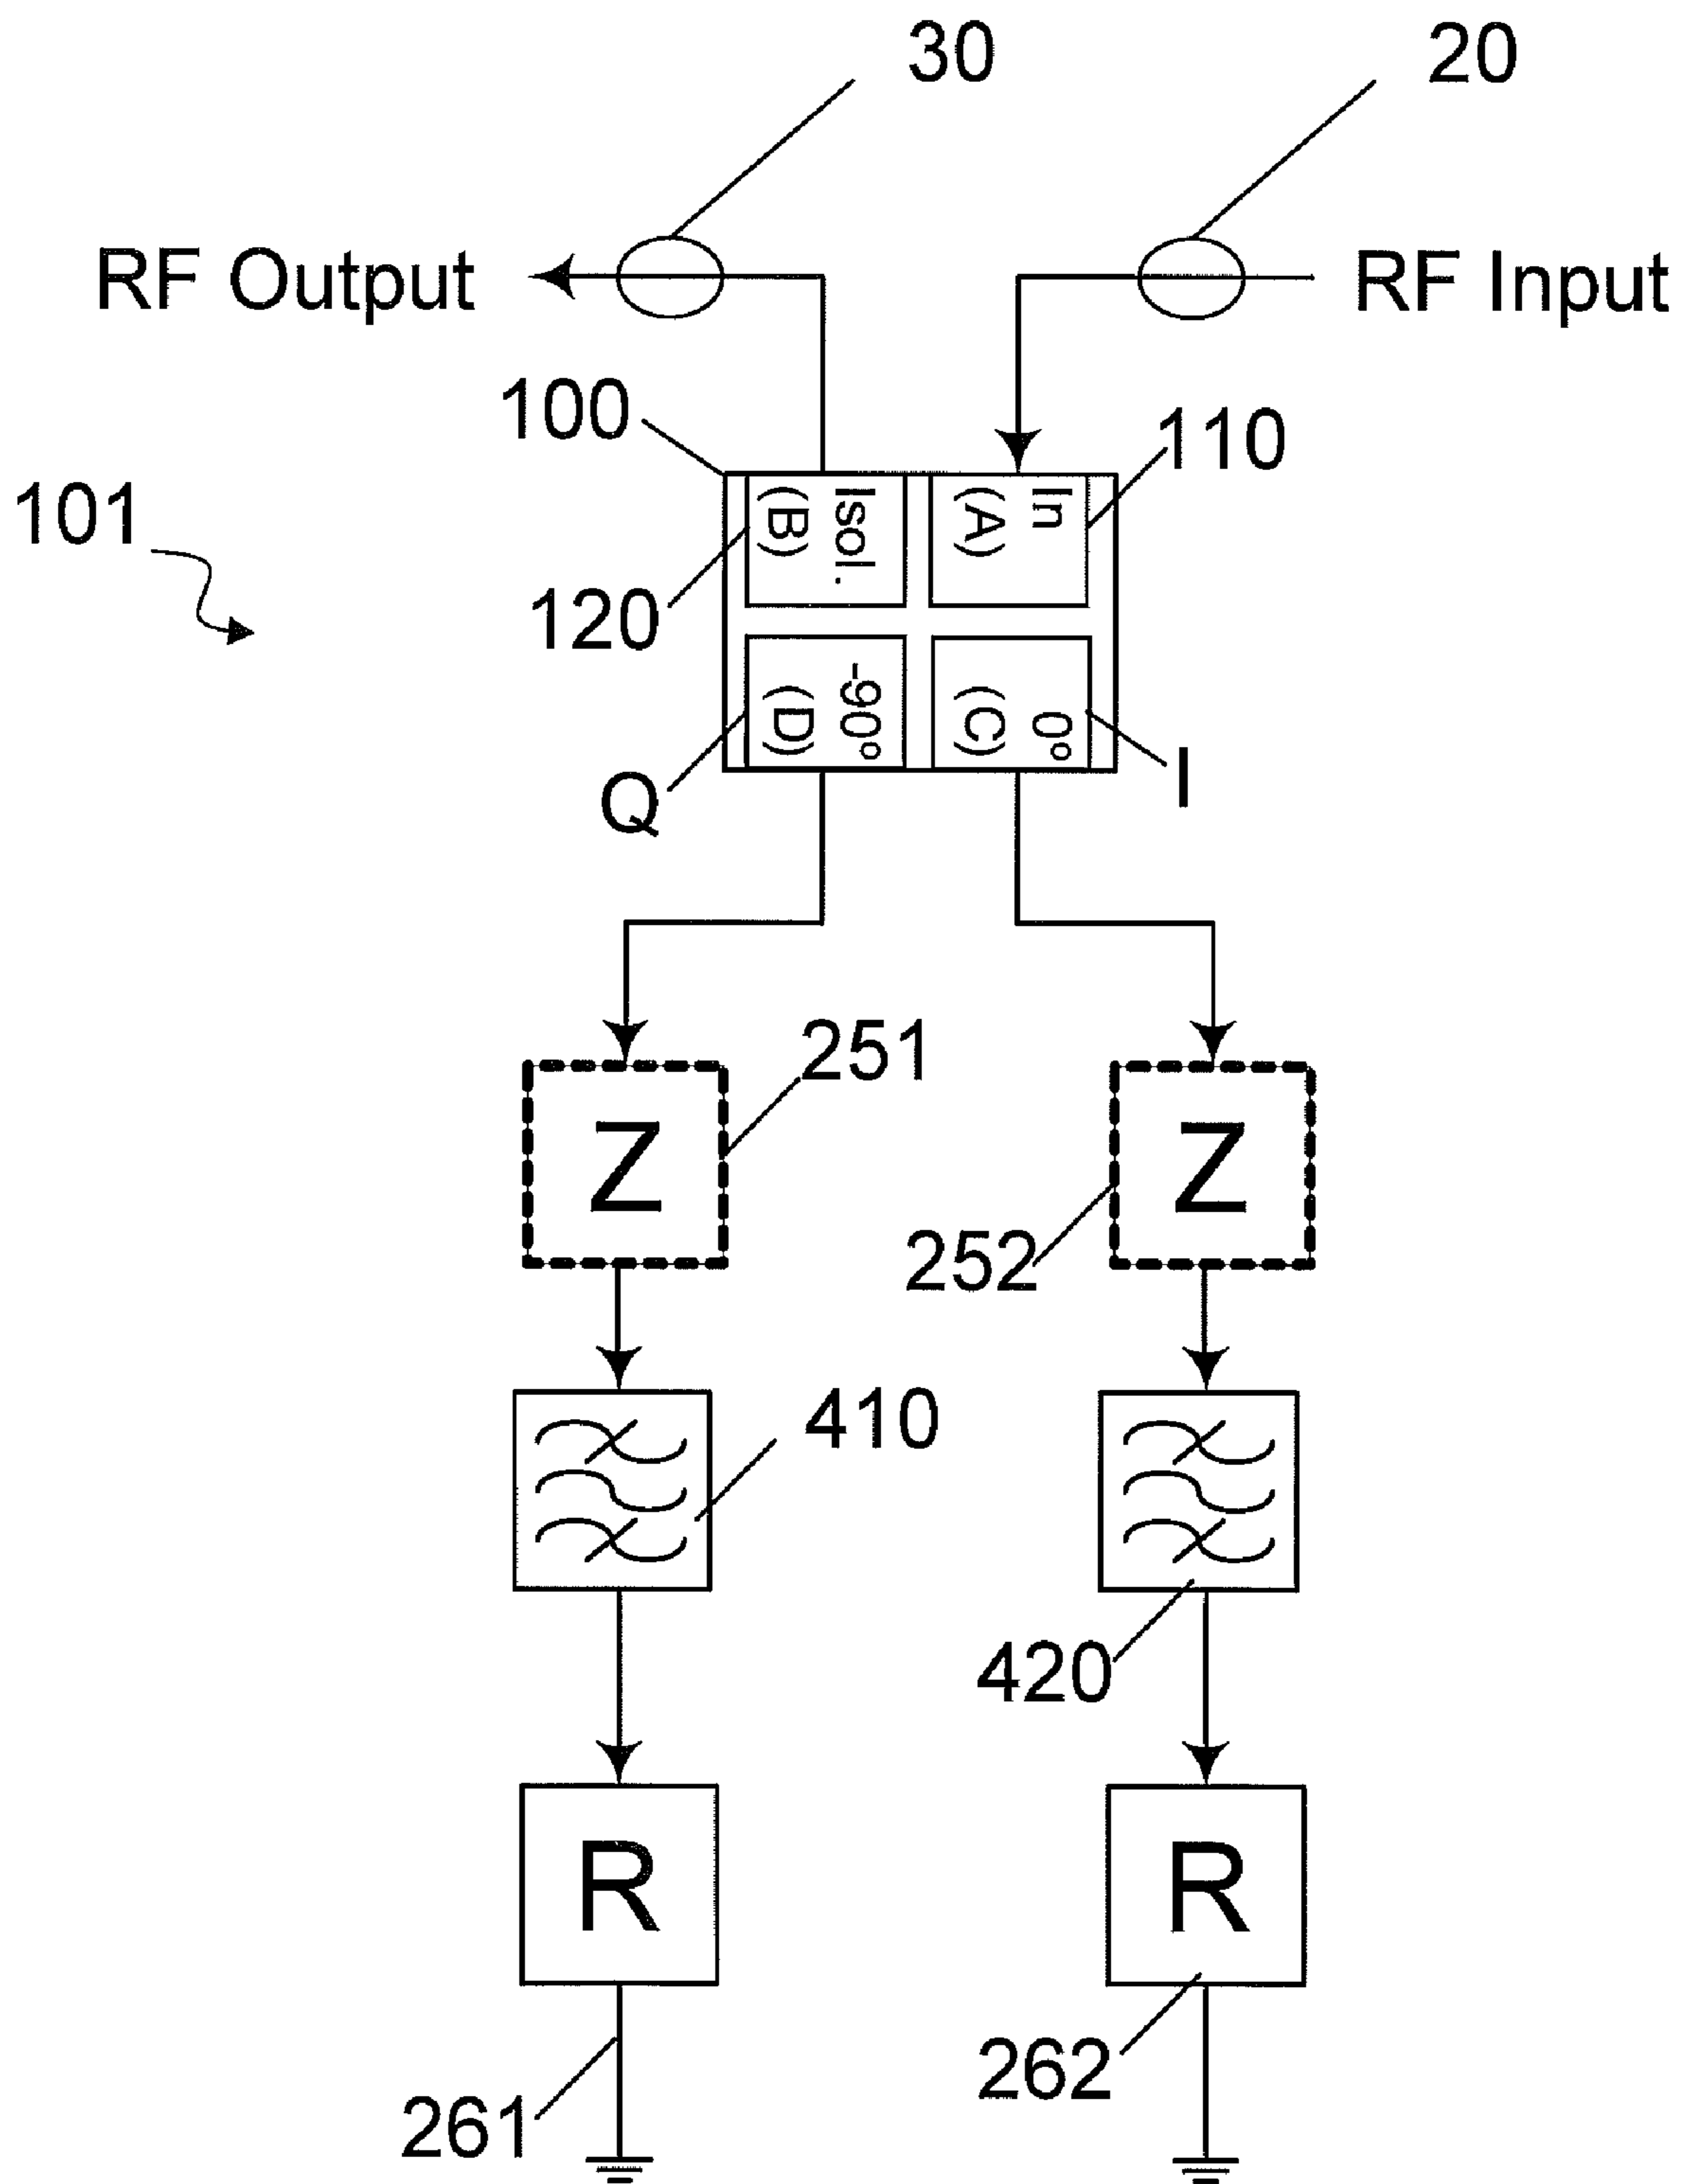 30
20
RF Output
RF Input
100
110
101
In
(A)
Isol.
(B)
120
-90°
(D)
0°
(C)
Q
I
251
Z
Z
252
410
420
R
R
261
262